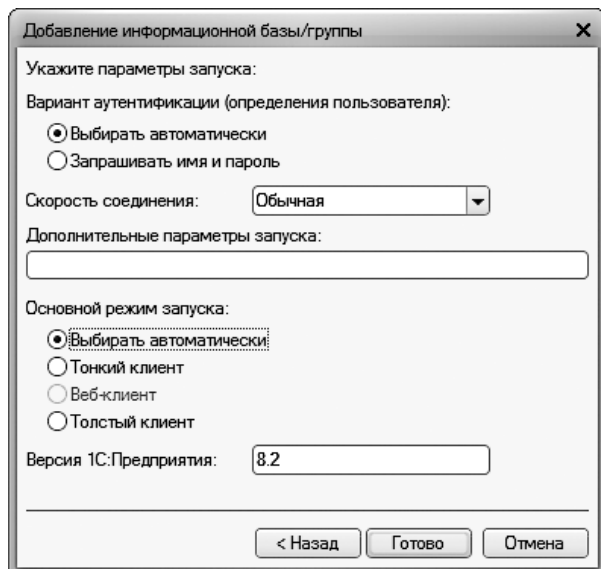 Добавление информационной базы/группы
Укажите параметры запуска:
Вариант аутентификации (определения пользователя):
Выбирать автоматически
Запрашивать имя и пароль
Скорость соединения: Обычная
Дополнительные параметры запуска:
Основной режим запуска:
Выбирать автоматически
Тонкий клиент
Веб-клиент
Толстый клиент
Версия 1С:Предприятия: 8.2
< Назад Готово Отмена